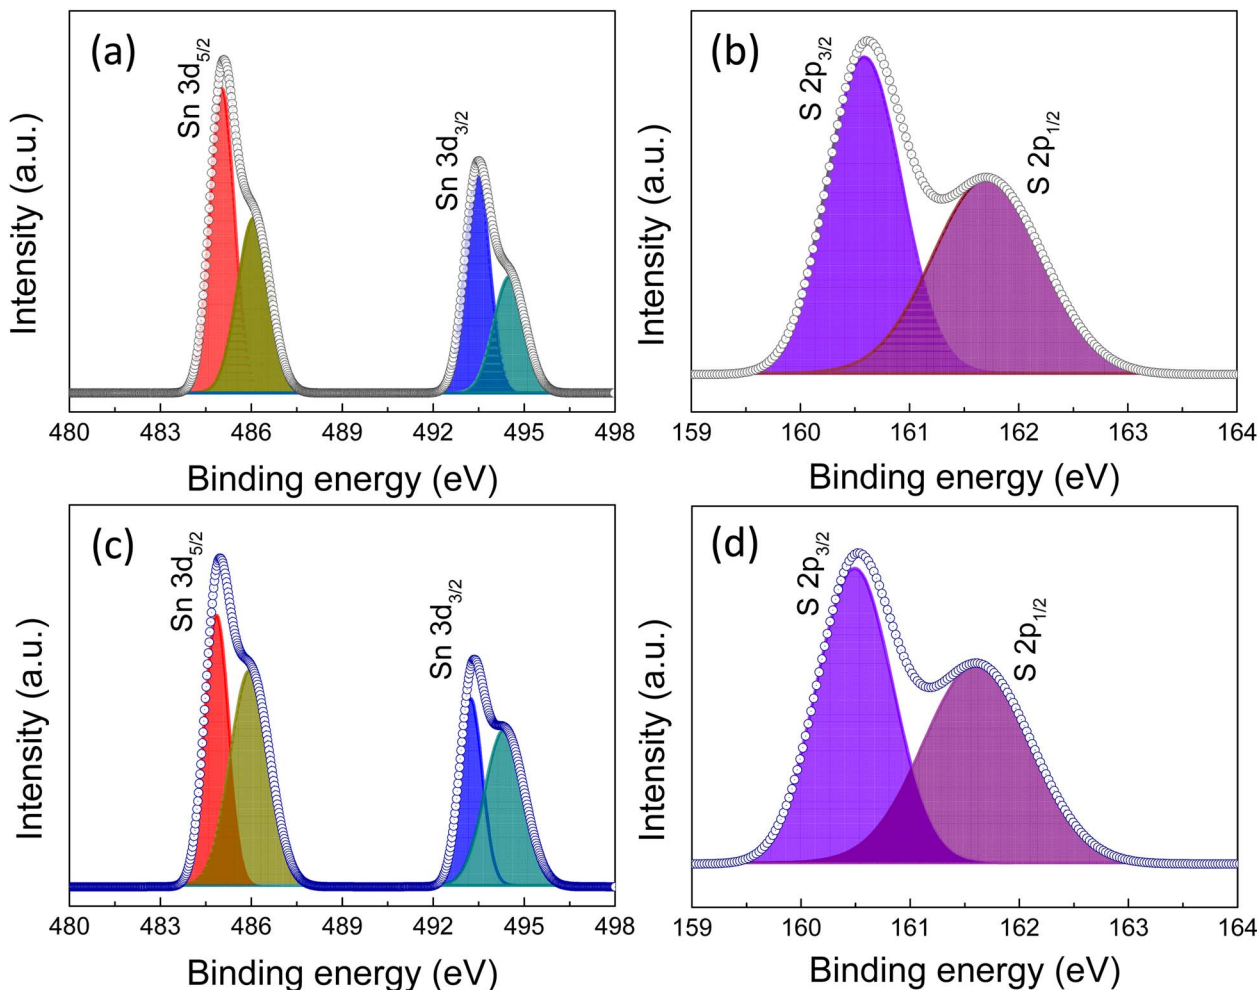 (a)
Sn 3d5/2
Sn 3d3/2
Intensity (a.u.)
480 483 486 489 492 495 498
Binding energy (eV)
(b)
S 2p3/2
S 2p1/2
Intensity (a.u.)
159 160 161 162 163 164
Binding energy (eV)
(c)
Sn 3d5/2
Sn 3d3/2
Intensity (a.u.)
480 483 486 489 492 495 498
Binding energy (eV)
(d)
S 2p3/2
S 2p1/2
Intensity (a.u.)
159 160 161 162 163 164
Binding energy (eV)